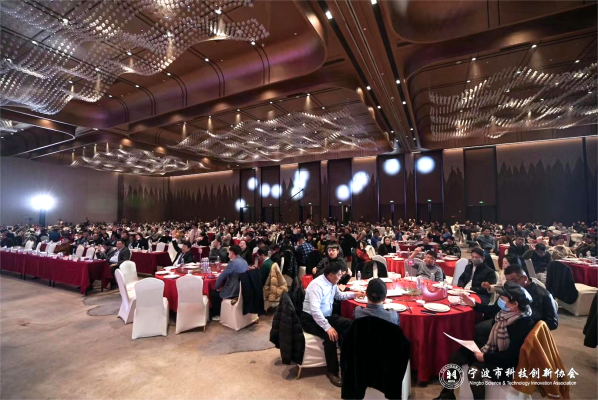 宁波市科技创新协会
Ningbo Science & Technology Innovation Association